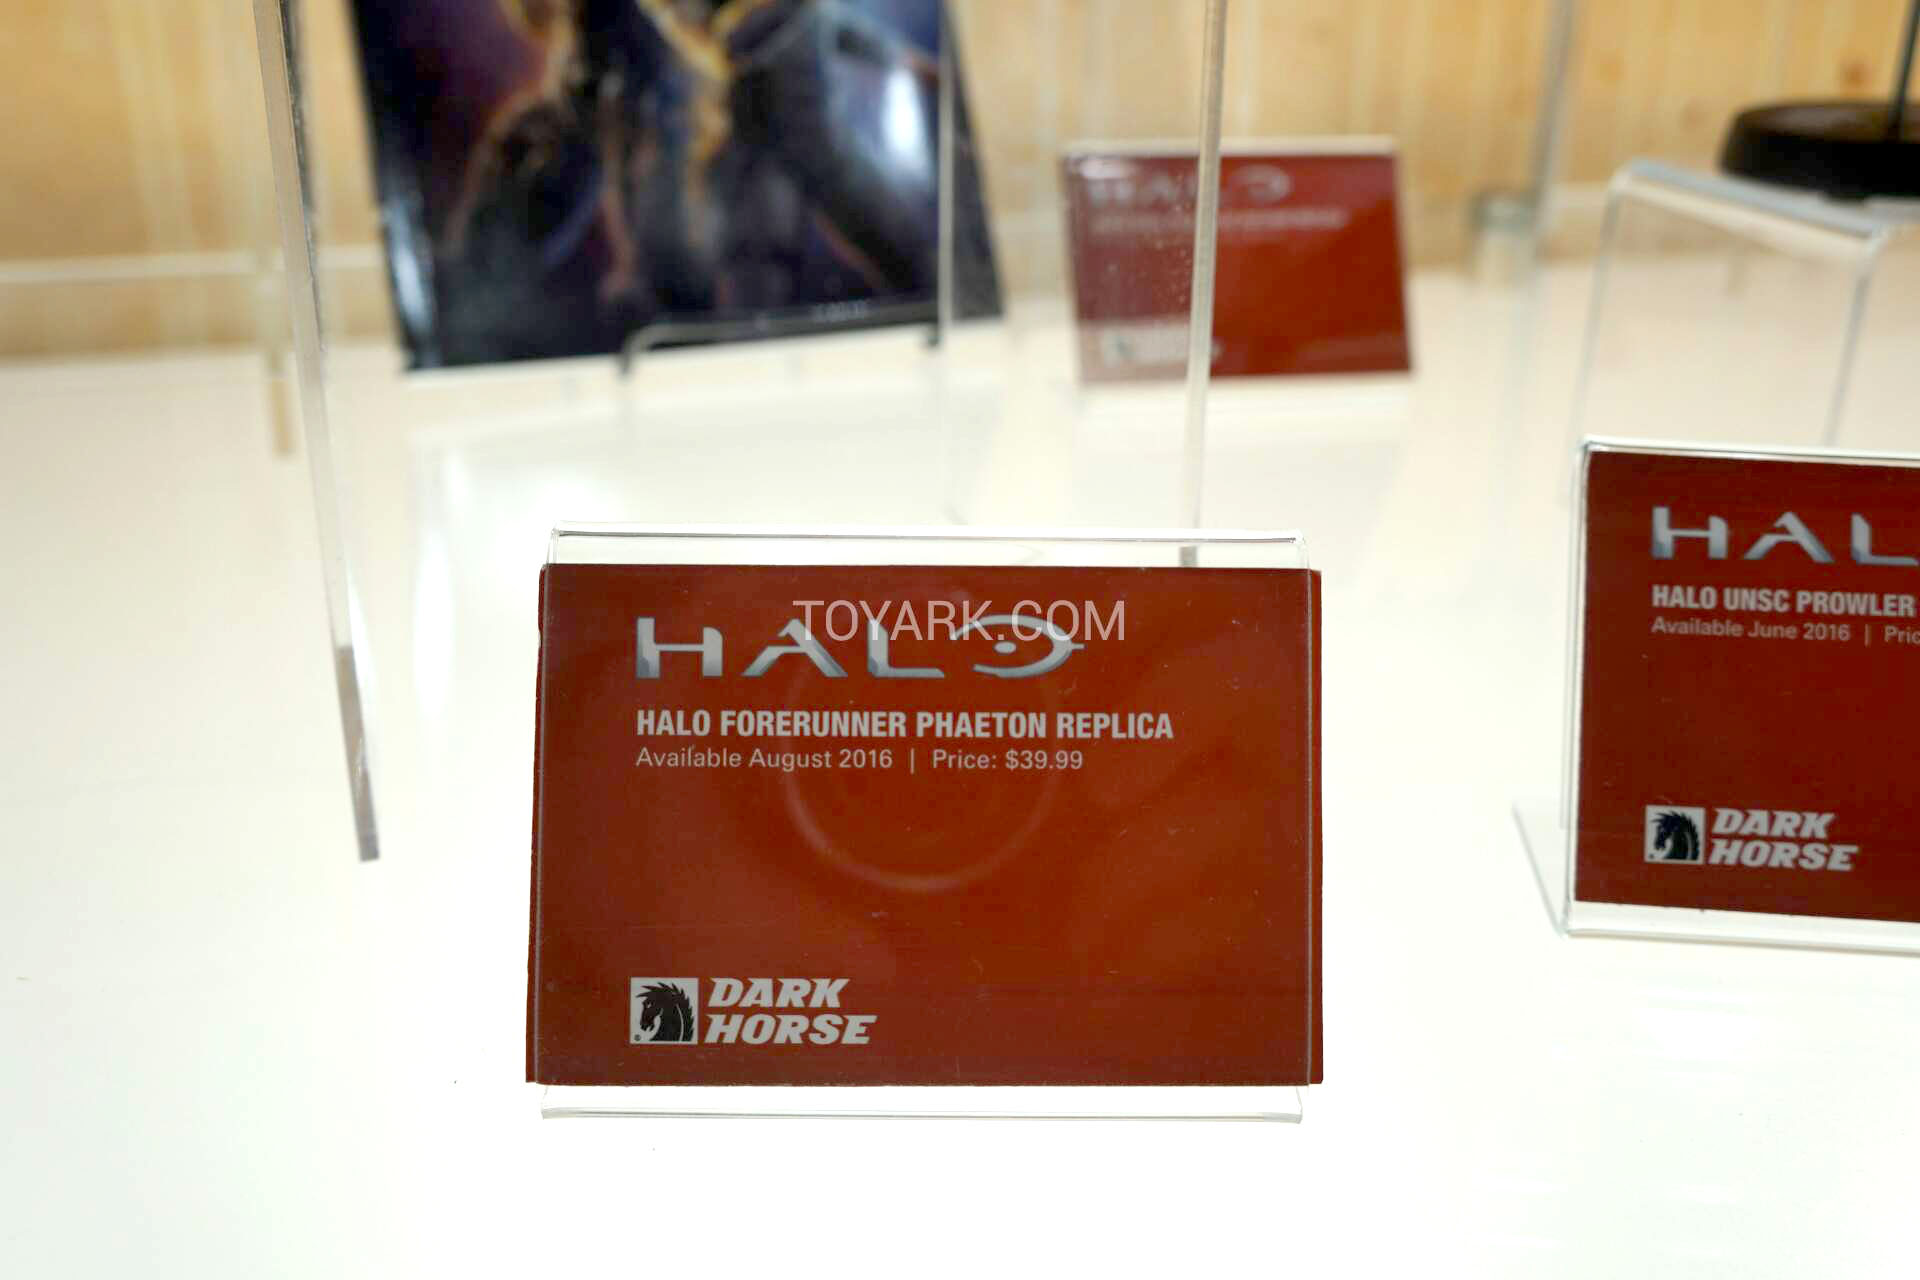 HALO
TOYARK.COM
HALO
HALO FORERUNNER PHAETON REPLICA
Available August 2016 | Price: $39.99
DARK
HORSE
HAL
HALO UNSC PROWLER
Available June 2016 |
DARK
HORSE